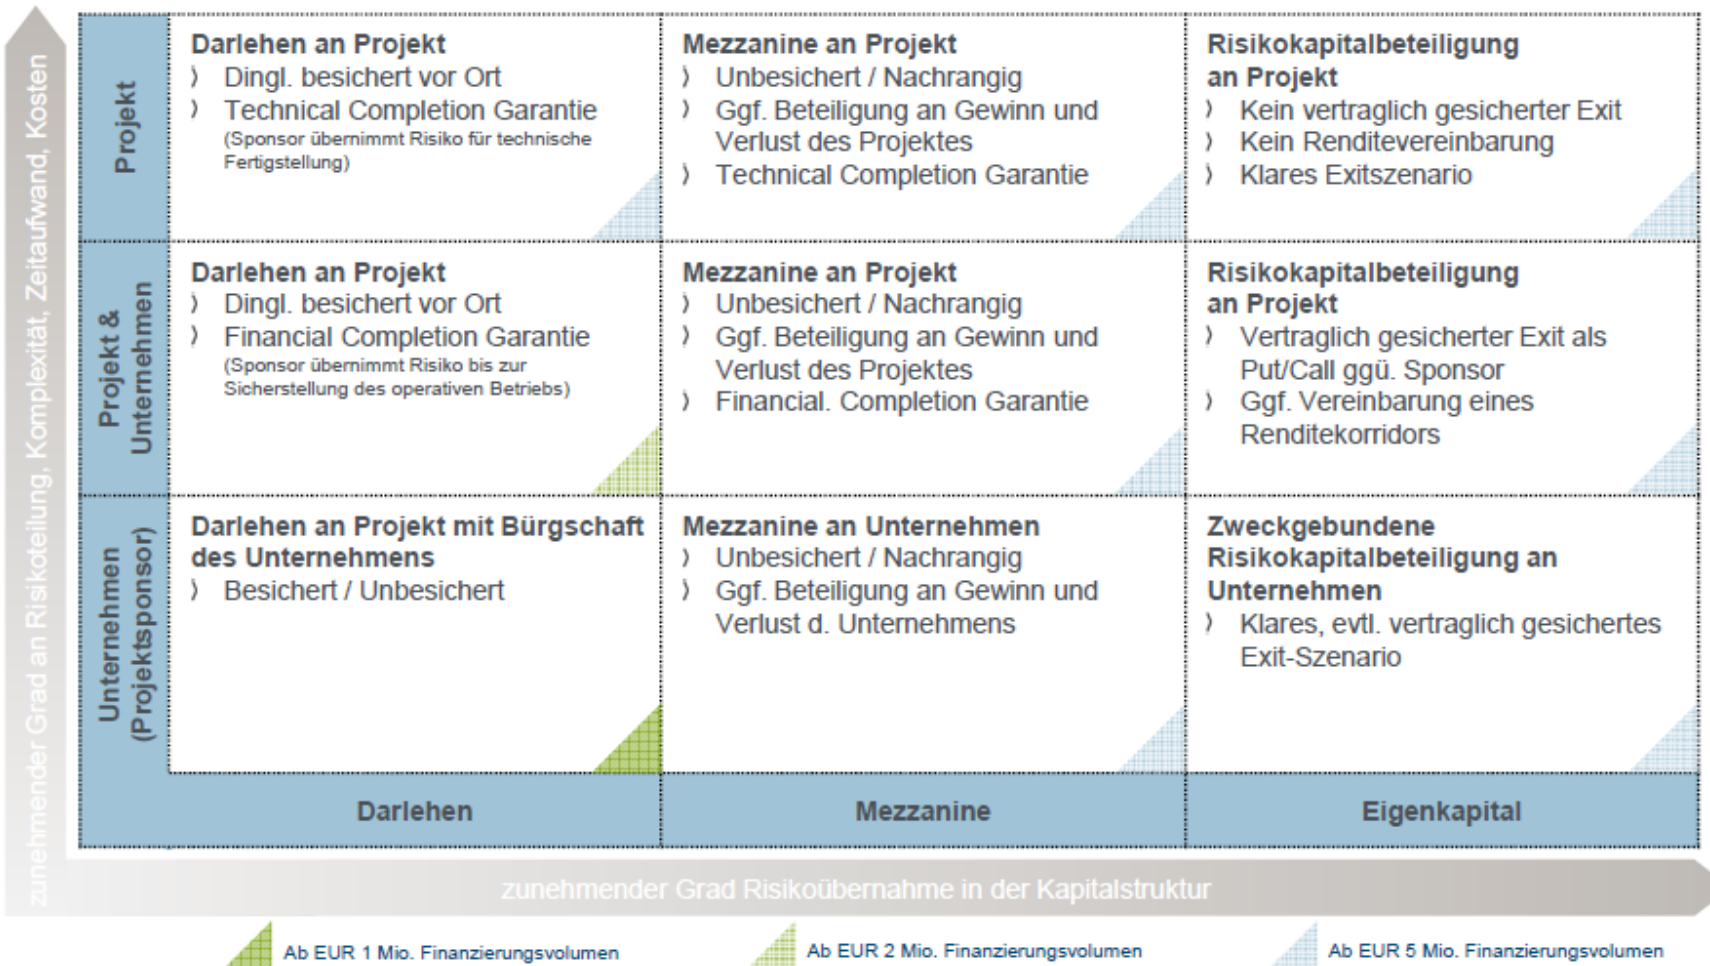 zunehmender Grad an Risikoteilung, Komplexität, Zeitaufwand, Kosten
Projekt
Darlehen an Projekt
⟩ Dingl. besichert vor Ort
⟩ Technical Completion Garantie
(Sponsor übernimmt Risiko für technische
Fertigstellung)
Mezzanine an Projekt
⟩ Unbesichert / Nachrangig
⟩ Ggf. Beteiligung an Gewinn und
Verlust des Projektes
⟩ Technical Completion Garantie
Risikokapitalbeteiligung
an Projekt
⟩ Kein vertraglich gesicherter Exit
⟩ Kein Renditevereinbarung
⟩ Klares Exitszenario
Projekt &
Unternehmen
Darlehen an Projekt
⟩ Dingl. besichert vor Ort
⟩ Financial Completion Garantie
(Sponsor übernimmt Risiko bis zur
Sicherstellung des operativen Betriebs)
Mezzanine an Projekt
⟩ Unbesichert / Nachrangig
⟩ Ggf. Beteiligung an Gewinn und
Verlust des Projektes
⟩ Financial. Completion Garantie
Risikokapitalbeteiligung
an Projekt
⟩ Vertraglich gesicherter Exit als
Put/Call ggü. Sponsor
⟩ Ggf. Vereinbarung eines
Renditekorridors
Unternehmen
(Projektsponsor)
Darlehen an Projekt mit Bürgschaft
des Unternehmens
⟩ Besichert / Unbesichert
Mezzanine an Unternehmen
⟩ Unbesichert / Nachrangig
⟩ Ggf. Beteiligung an Gewinn und
Verlust d. Unternehmens
Zweckgebundene
Risikokapitalbeteiligung an
Unternehmen
⟩ Klares, evtl. vertraglich gesichertes
Exit-Szenario
Darlehen
Mezzanine
Eigenkapital
zunehmender Grad Risikoübernahme in der Kapitalstruktur
Ab EUR 1 Mio. Finanzierungsvolumen
Ab EUR 2 Mio. Finanzierungsvolumen
Ab EUR 5 Mio. Finanzierungsvolumen